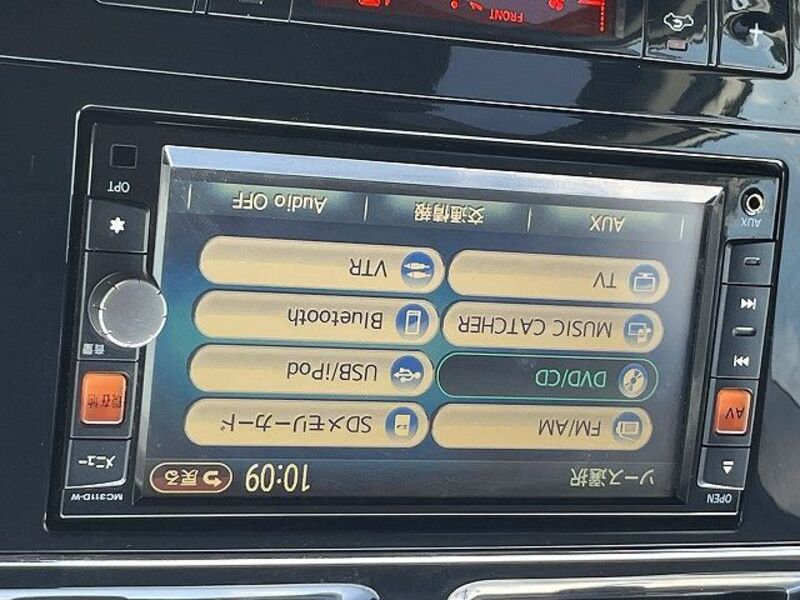 OPEN
MC311D-W
AV
メニュー
現在地
音量
AUX
OPT
ソース選択
10:09
戻る
FM/AM
SDメモリーカード
DVD/CD
USB/iPod
MUSIC CATCHER
Bluetooth
TV
VTR
AUX
交通情報
Audio OFF
FRONT